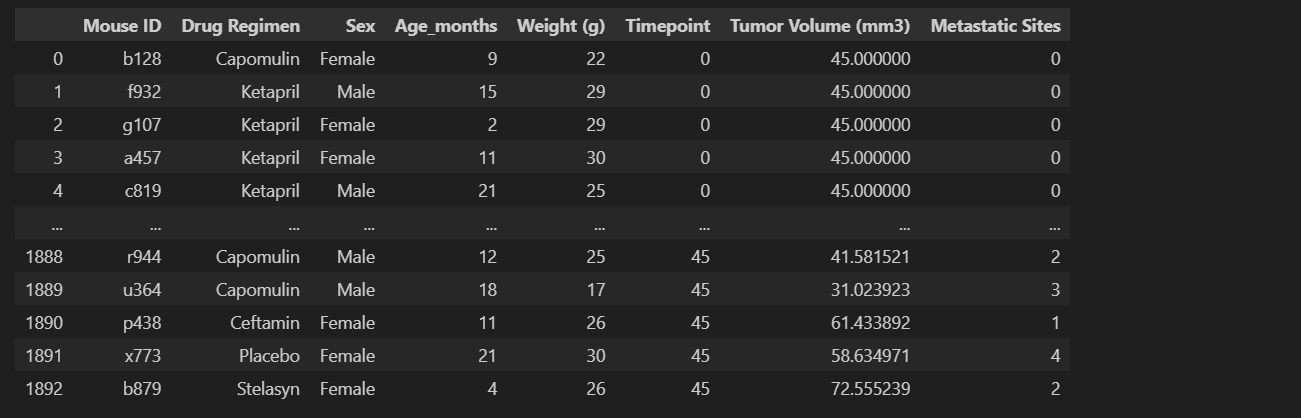 Mouse ID Drug Regimen Sex Age_months Weight (g) Timepoint Tumor Volume (mm3) Metastatic Sites
0 b128 Capomulin Female 9 22 0 45.000000 0
1 f932 Ketapril Male 15 29 0 45.000000 0
2 g107 Ketapril Female 2 29 0 45.000000 0
3 a457 Ketapril Female 11 30 0 45.000000 0
4 c819 Ketapril Male 21 25 0 45.000000 0
... ... ... ... ... ... ... ... ...
1888 r944 Capomulin Male 12 25 45 41.581521 2
1889 u364 Capomulin Male 18 17 45 31.023923 3
1890 p438 Ceftamin Female 11 26 45 61.433892 1
1891 x773 Placebo Female 21 30 45 58.634971 4
1892 b879 Stelasyn Female 4 26 45 72.555239 2